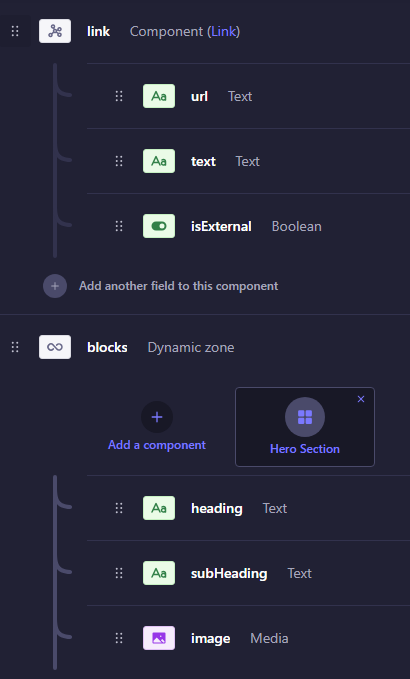 link Component (Link)
Aa url Text
Aa text Text
isExternal Boolean
Add another field to this component
blocks Dynamic zone
Add a component
Hero Section
Aa heading Text
Aa subHeading Text
image Media